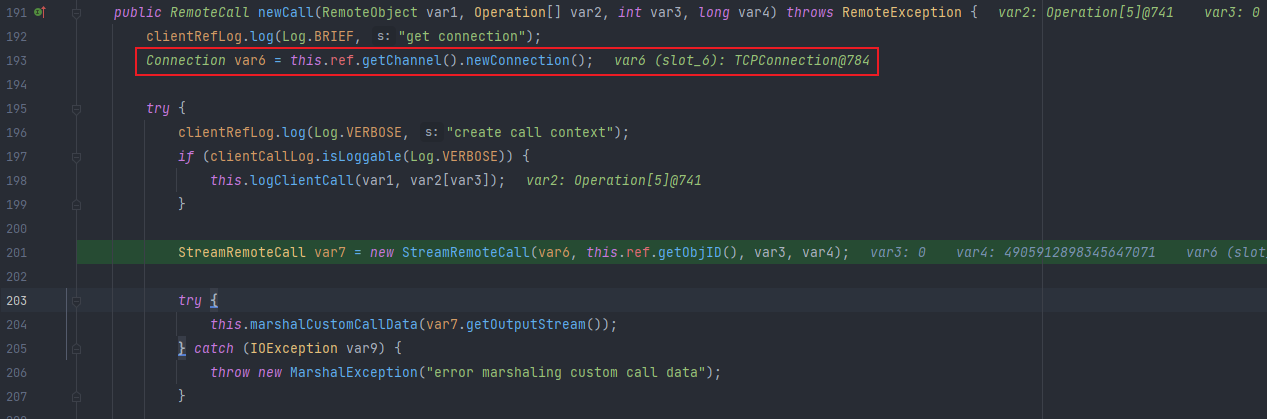 191 public RemoteCall newCall(RemoteObject var1, Operation[] var2, int var3, long var4) throws RemoteException { var2: Operation[5]@741 var3: 0
192 clientRefLog.log(Log.BRIEF, s: "get connection");
193 Connection var6 = this.ref.getChannel().newConnection(); var6 (slot_6): TCPConnection@784
194
195 try {
196 clientRefLog.log(Log.VERBOSE, s: "create call context");
197 if (clientCallLog.isLoggable(Log.VERBOSE)) {
198 this.logClientCall(var1, var2[var3]); var2: Operation[5]@741
199 }
200
201 StreamRemoteCall var7 = new StreamRemoteCall(var6, this.ref.getObjID(), var3, var4); var3: 0 var4: 4905912898345647071 var6 (slot
202
203 try {
204 this.marshalCustomCallData(var7.getOutputStream());
205 } catch (IOException var9) {
206 throw new MarshalException("error marshaling custom call data");
207 }